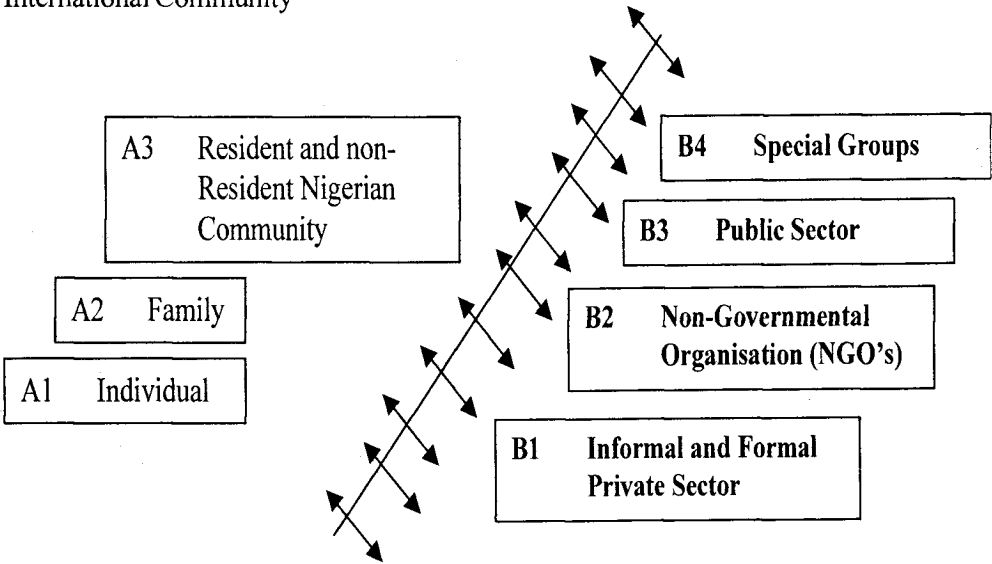 International Community
A3 Resident and non-
Resident Nigerian
Community
A2 Family
A1 Individual
B4 Special Groups
B3 Public Sector
B2 Non-Governmental
Organisation (NGO's)
B1 Informal and Formal
Private Sector